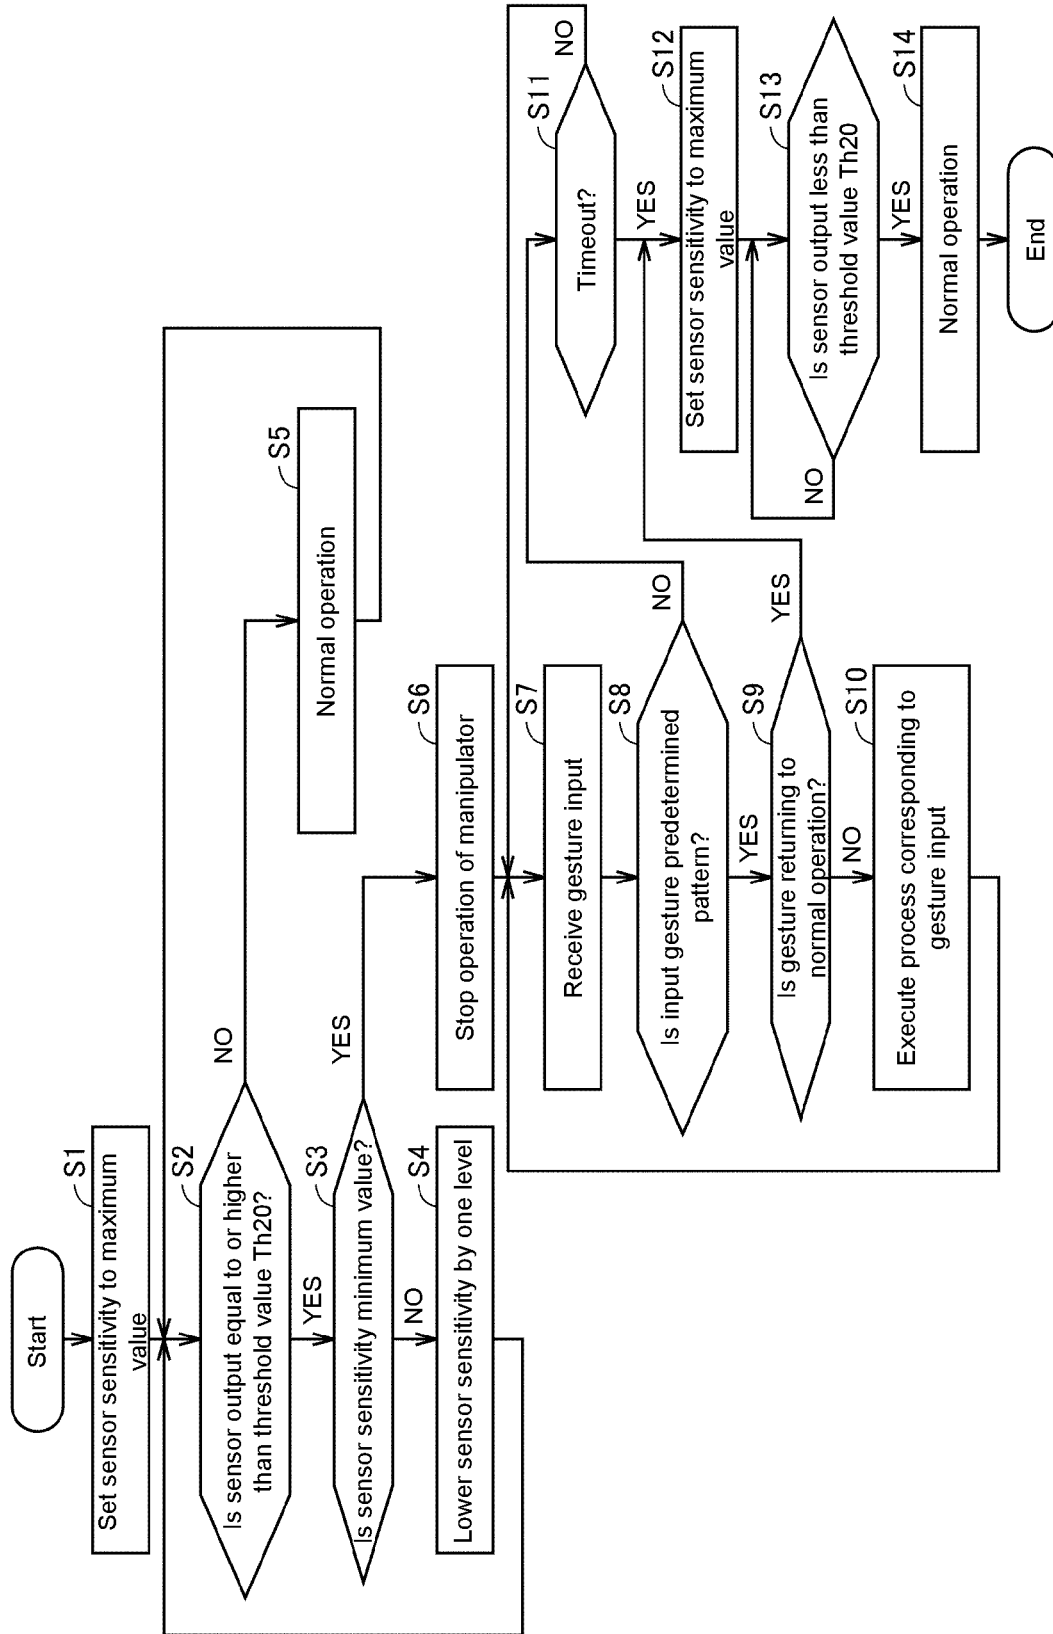 Start
S1
Set sensor sensitivity to maximum
value
S2
Is sensor output equal to or higher
than threshold value Th20?
NO
YES
S3
Is sensor sensitivity minimum value?
YES
NO
S4
Lower sensor sensitivity by one level
S5
Normal operation
S6
Stop operation of manipulator
S7
Receive gesture input
S8
Is input gesture predetermined
pattern?
NO
YES
S9
Is gesture returning to
normal operation?
YES
NO
S10
Execute process corresponding to
gesture input
S11
Timeout?
NO
YES
S12
Set sensor sensitivity to maximum
value
S13
Is sensor output less than
threshold value Th20
NO
YES
S14
Normal operation
End